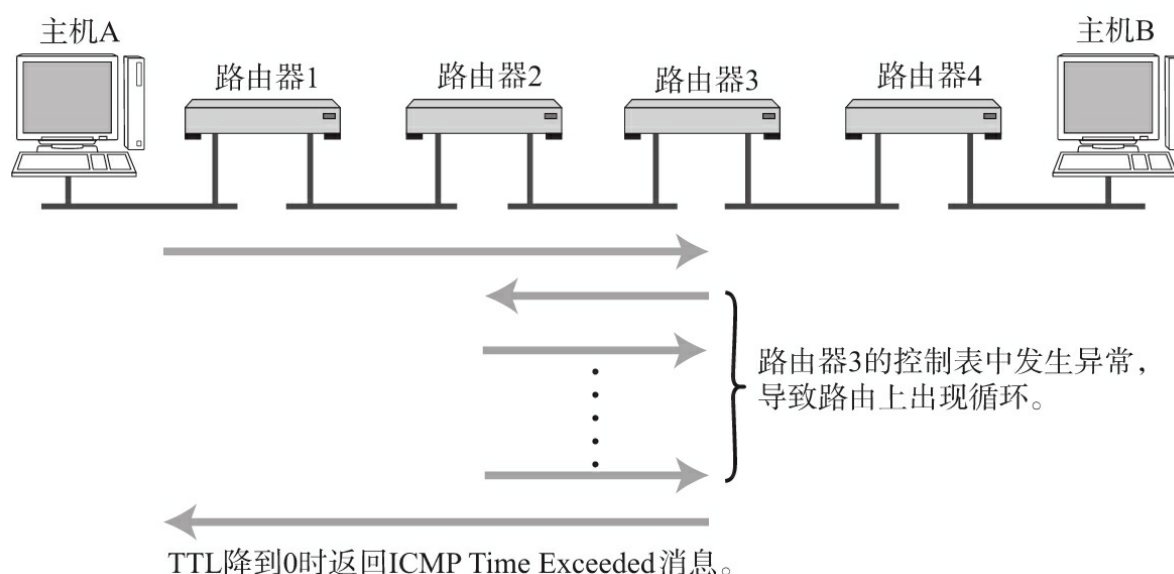 主机A
主机B
路由器1
路由器2
路由器3
路由器4
路由器3的控制表中发生异常，
导致路由上出现循环。
TTL降到0时返回ICMP Time Exceeded消息。